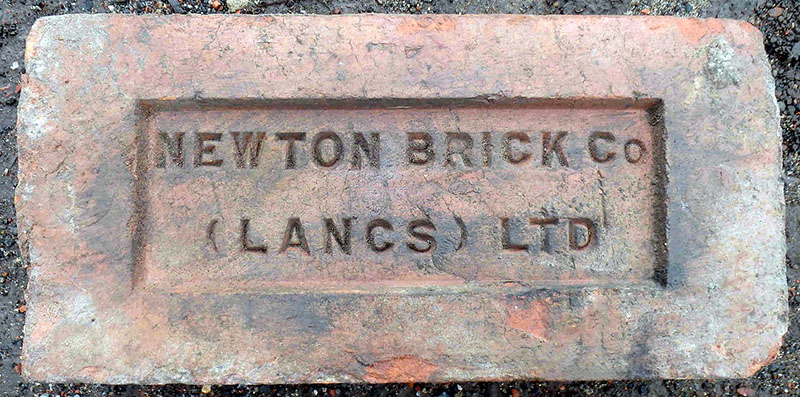 NEWTON BRICK Co
(LANCS) LTD